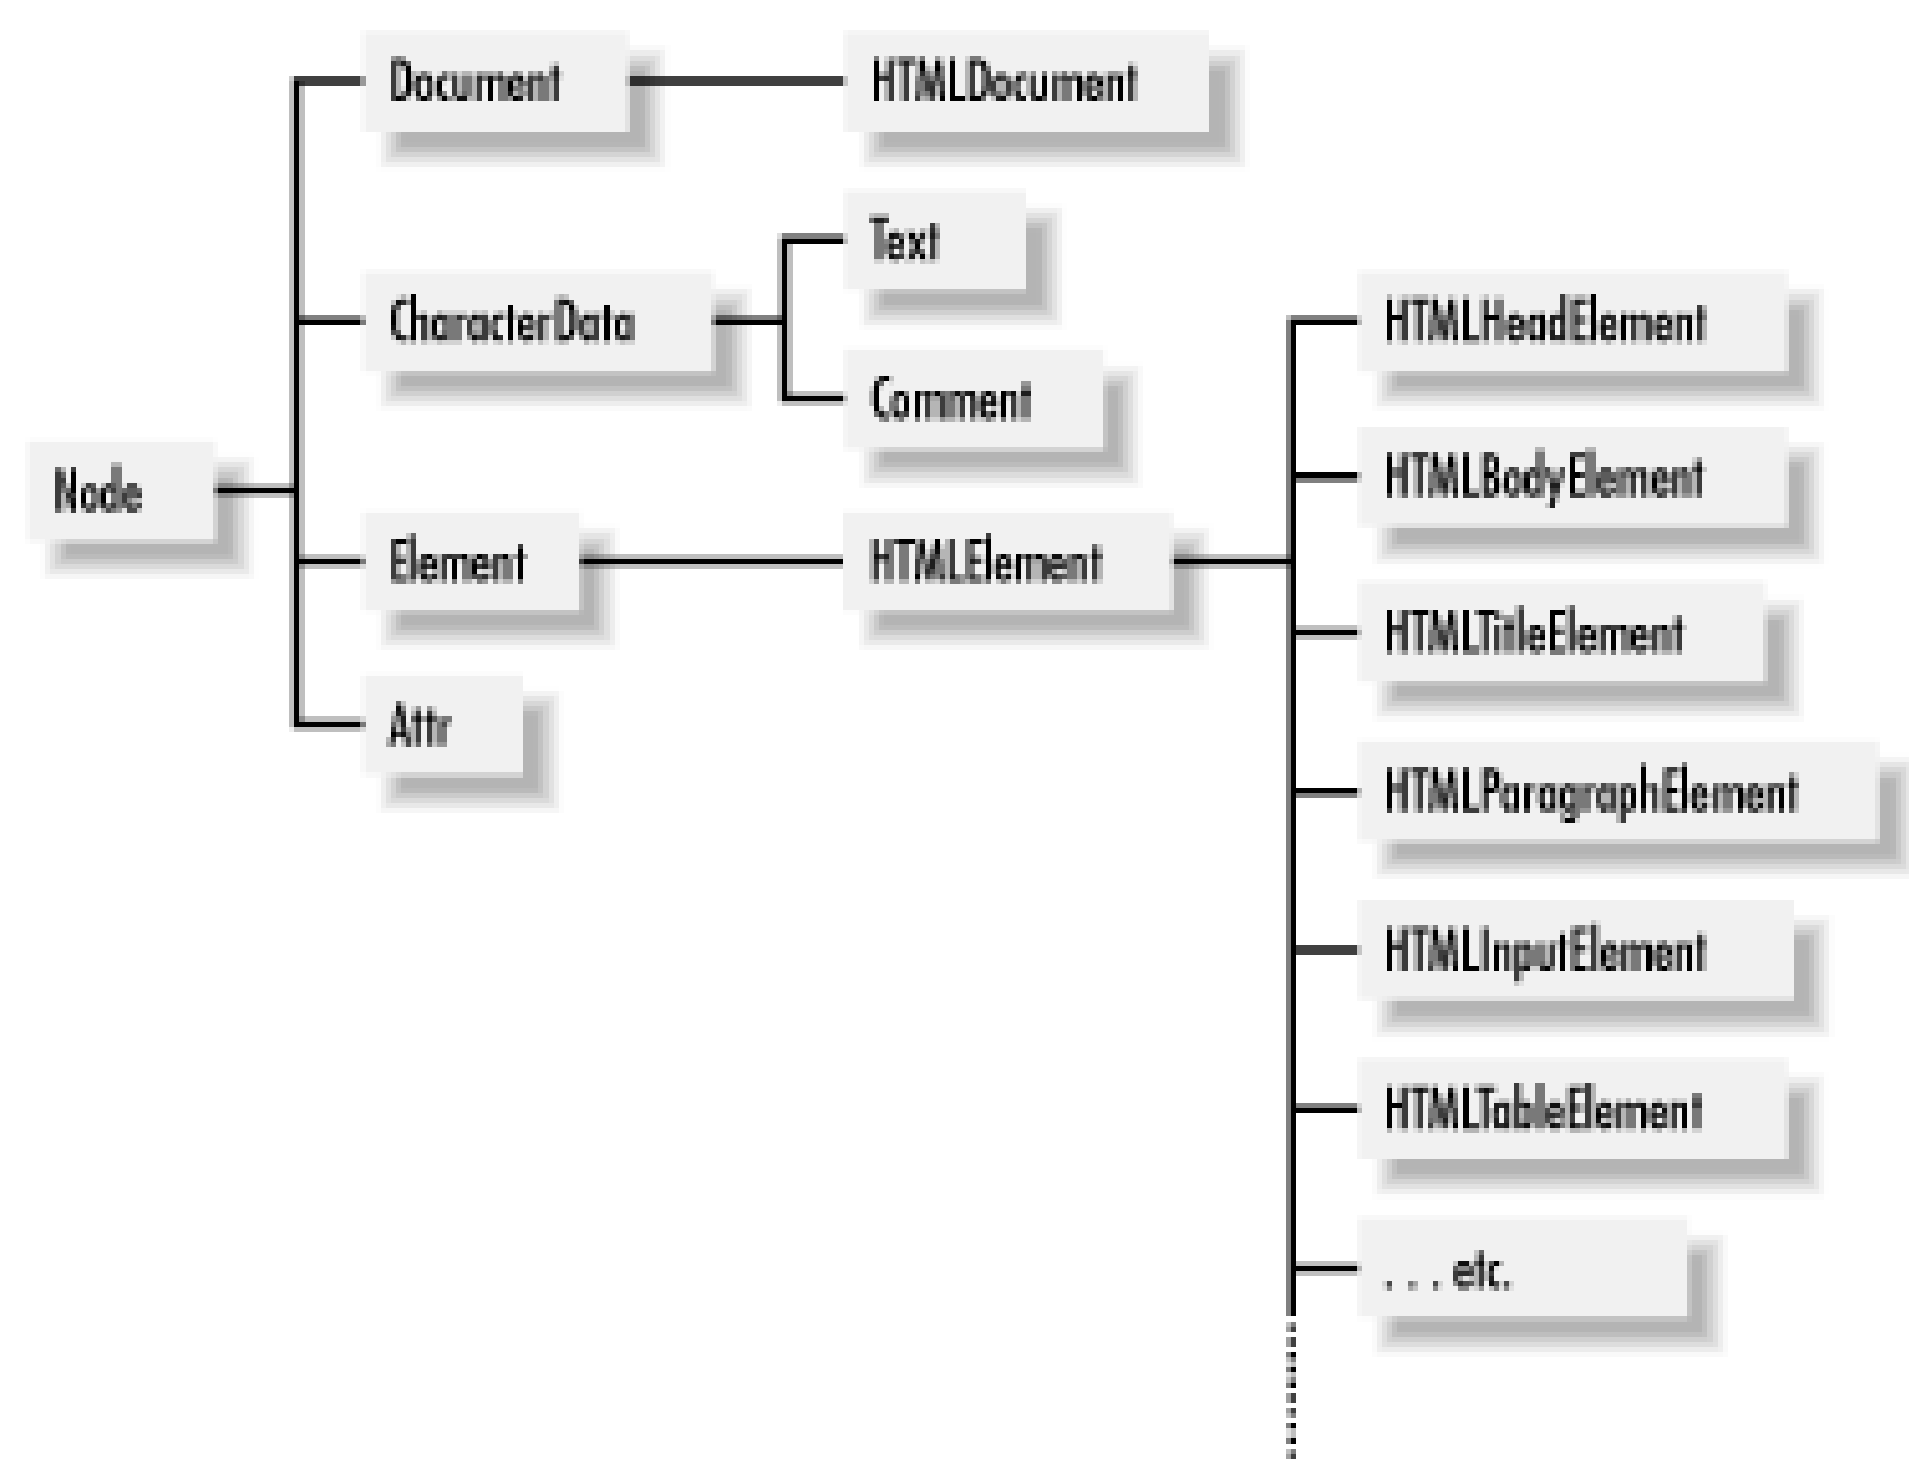 Document
HTMLDocument
Text
CharacterData
HTMLHeadElement
Comment
HTMLBodyElement
Node
Element
HTMLElement
HTMLTitleElement
Attr
HTMLParagraphElement
HTMLInputElement
HTMLTableElement
. . . etc.